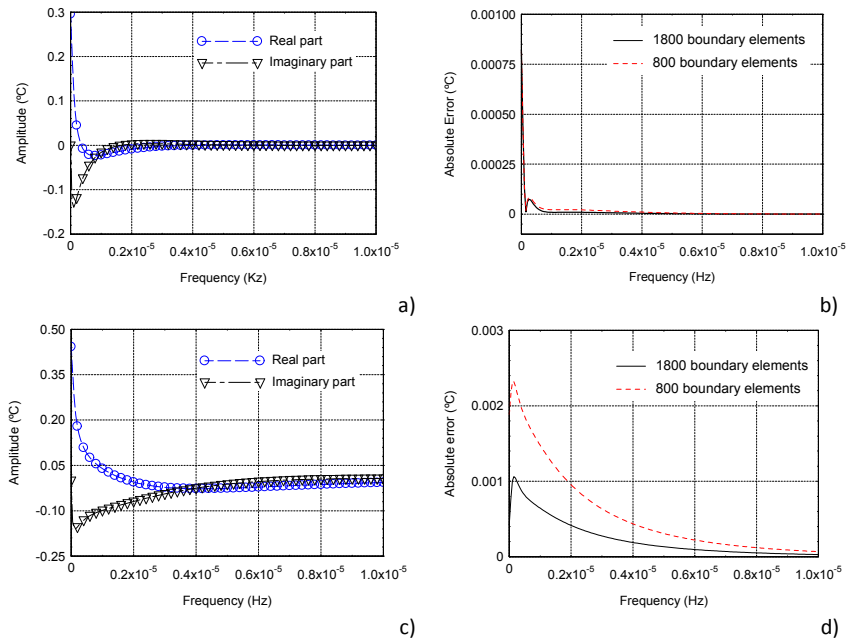 0.3
0.2
0.1
0
-0.1
0.2
Amplitude (ºC)
Real part
Imaginary part
0 0.2x10-5 0.4x10-5 0.6x10-5 0.8x10-5 1.0x10-5
Frequency (Kz)
a)
0.00100
0.00075
0.00025
0.00025
0
Absolute Error (ºC)
1800 boundary elements
800 boundary elements
0 0.2x10-5 0.4x10-5 0.6x10-5 0.8x10-5 1.0x10-5
Frequency (Hz)
b)
0.50
0.35
0.20
0.05
-0.10
-0.25
Amplitude (ºC)
Real part
Imaginary part
0 0.2x10-5 0.4x10-5 0.6x10-5 0.8x10-5 1.0x10-5
Frequency (Hz)
c)
0.003
0.002
0.001
0
Absolute error (ºC)
1800 boundary elements
800 boundary elements
0 0.2x10-5 0.4x10-5 0.6x10-5 0.8x10-5 1.0x10-5
Frequency (Hz)
d)